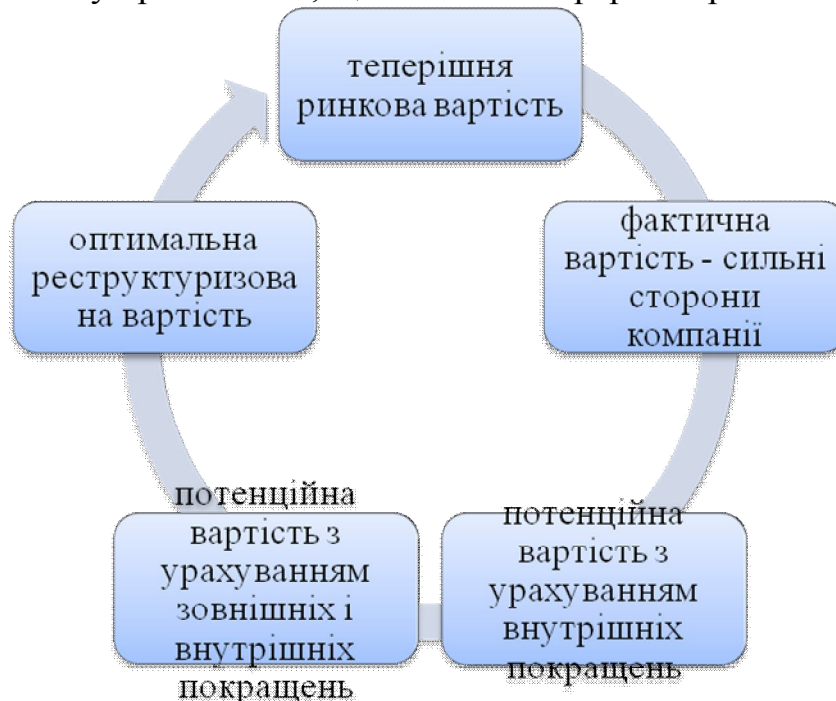 теперішня
ринкова вартість
фактична
вартість - сильні
сторони
компанії
потенційна
вартість з
урахуванням
внутрішніх
покращень
потенційна
вартість з
урахуванням
зовнішніх і
внутрішніх
покращень
оптимальна
реструктуризова
на вартість